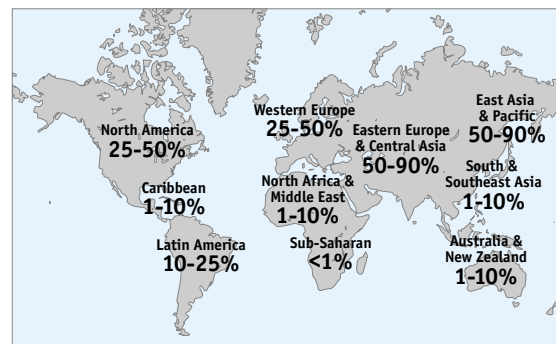 North America
25-50%
Caribbean
1-10%
Latin America
10-25%
Western Europe
25-50%
North Africa &
Middle East
1-10%
Sub-Saharan
<1%
Eastern Europe
& Central Asia
50-90%
East Asia
& Pacific
50-90%
South &
Southeast Asia
1-10%
Australia &
New Zealand
1-10%